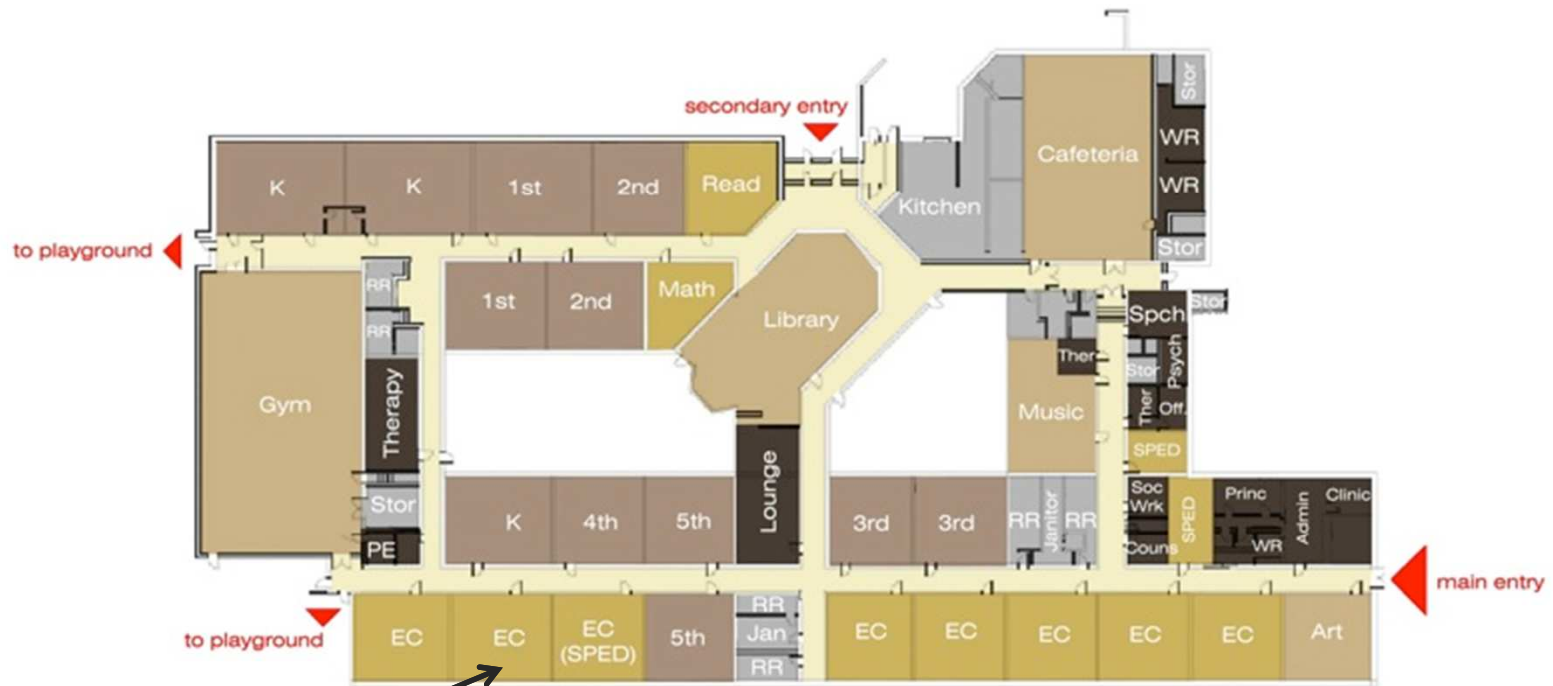 secondary entry
Stor
WR
Cafeteria
K
K
1st
2nd
Read
WR
Kitchen
to playground
Stor
RR
1st
2nd
Math
Library
Stor
Spch
RR
Ther
Stor
Psych
Gym
Therapy
Music
Ther
Off.
SPED
Stor
K
4th
5th
Lounge
3rd
3rd
RR
Janitor
RR
Soc
Wrk
SPED
Princ
Admin
Clinic
PE
Couns
WR
main entry
to playground
EC
EC
EC
(SPED)
5th
RR
Jan
RR
EC
EC
EC
EC
EC
Art